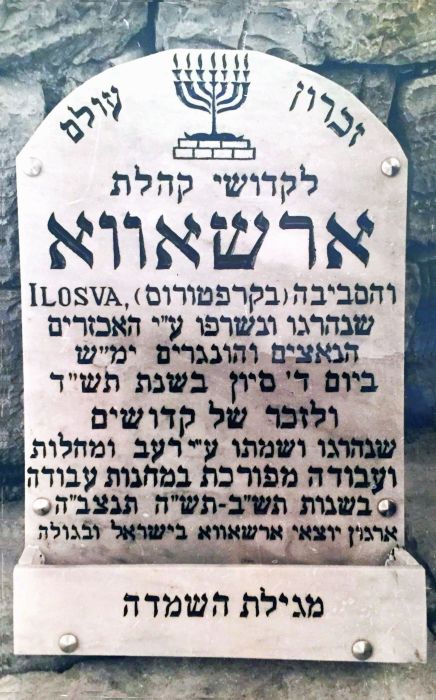 זכרון עולם
לקדושי קהלת
ארשאווא
והסביבה (בקרפטורוס), ILOSVA
שנהרגו ונשרפו ע״י האכזרים
הנאצים והונגרים ימ״ש
ביום ד׳ סיון בשנת תש״ד
ולזכר של קדושים
שנהרגו ושמתו ע״י רעב ומחלות
ועבודה מפורכת במחנות עבודה
בשנות תש״ב-תש״ה תנצב״ה
ארגון יוצאי ארשאווא בישראל ובגולה
מגילת השמדה